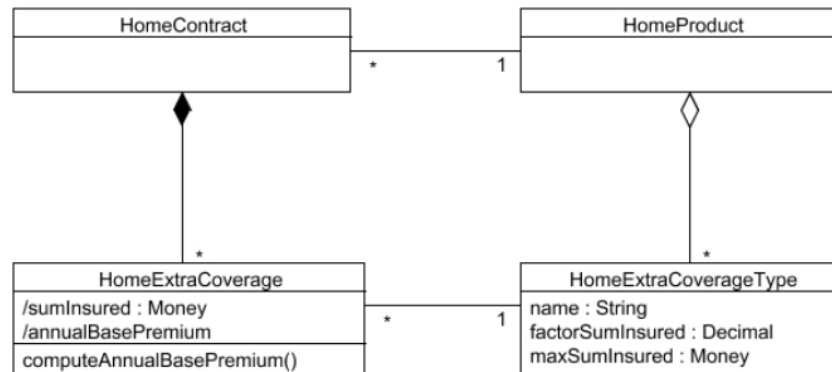 HomeContract
HomeProduct
*
1
*
*
HomeExtraCoverage
/sumInsured : Money
/annualBasePremium
computeAnnualBasePremium()
*
1
HomeExtraCoverageType
name : String
factorSumInsured : Decimal
maxSumInsured : Money